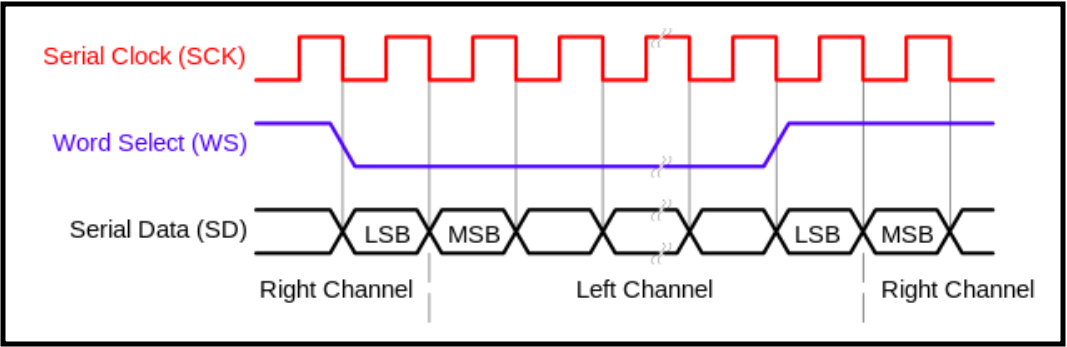 Serial Clock (SCK)
Word Select (WS)
Serial Data (SD)
LSB
MSB
LSB
MSB
Right Channel
Left Channel
Right Channel